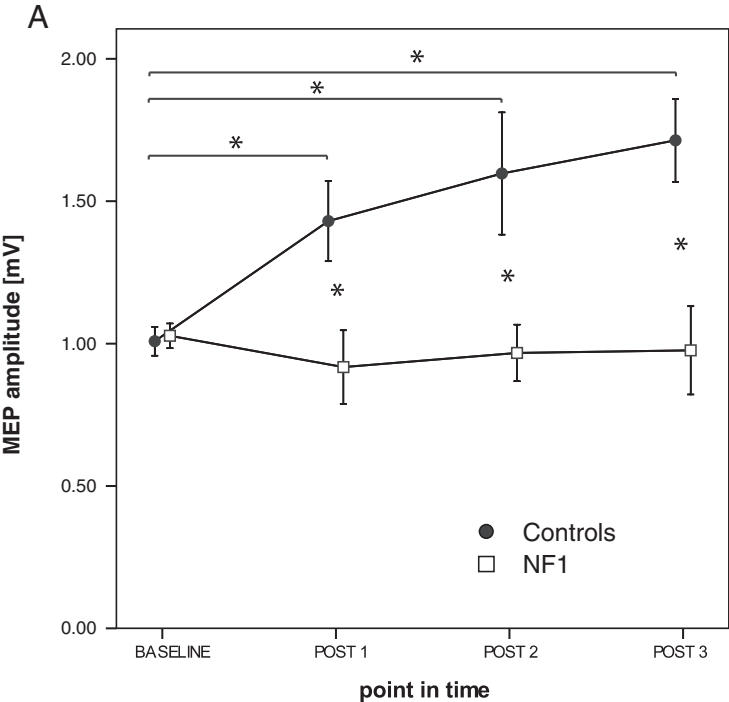 A
2.00
*
*
*
1.50
*
*
*
1.00
MEP amplitude [mV]
0.50
Controls
NF1
0.00
BASELINE POST 1 POST 2 POST 3
point in time